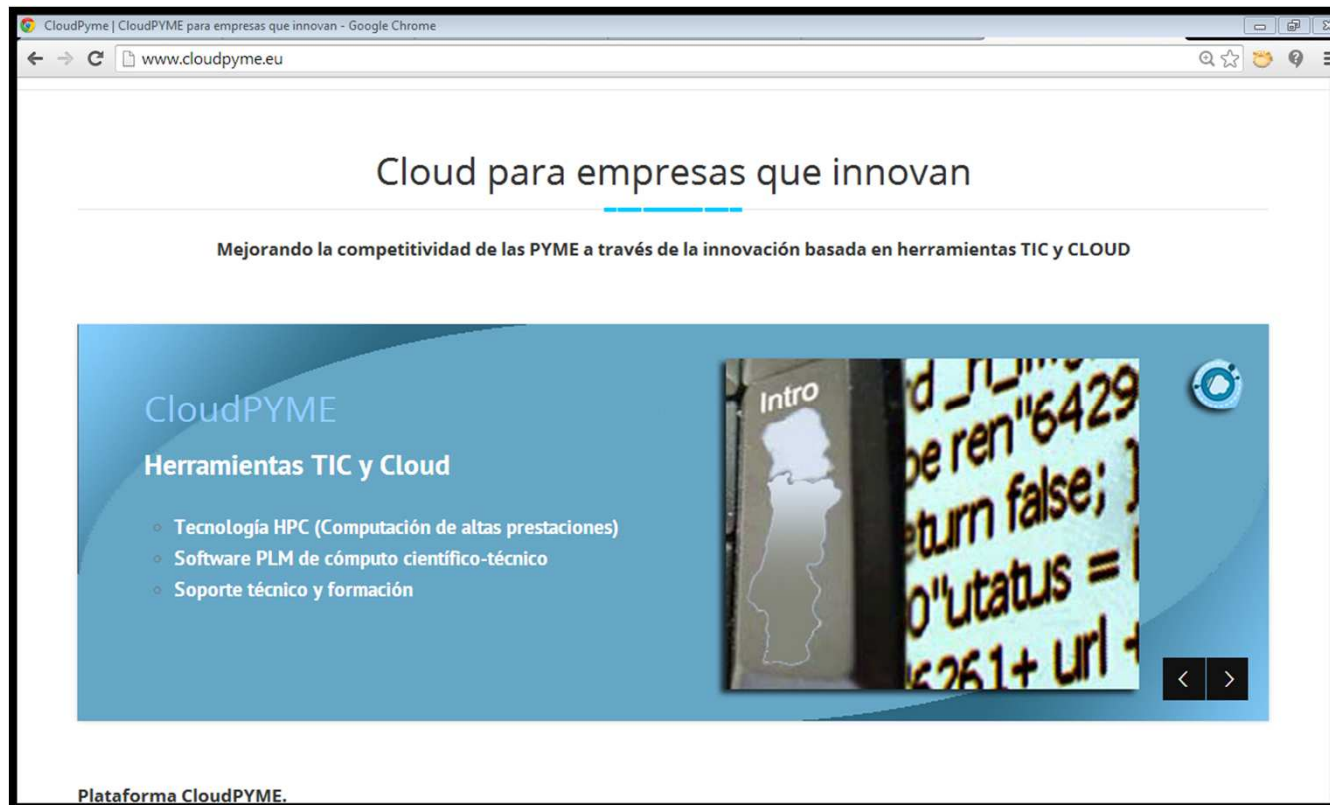 CloudPyme | CloudPYME para empresas que innovan - Google Chrome
www.cloudpyme.eu
Cloud para empresas que innovan
Mejorando la competitividad de las PYME a través de la innovación basada en herramientas TIC y CLOUD
CloudPYME
Herramientas TIC y Cloud
Tecnología HPC (Computación de altas prestaciones)
Software PLM de cómputo científico-técnico
Soporte técnico y formación
Intro
ren"6429
return false; }
o"utatus =
6261+ url +
Plataforma CloudPYME.